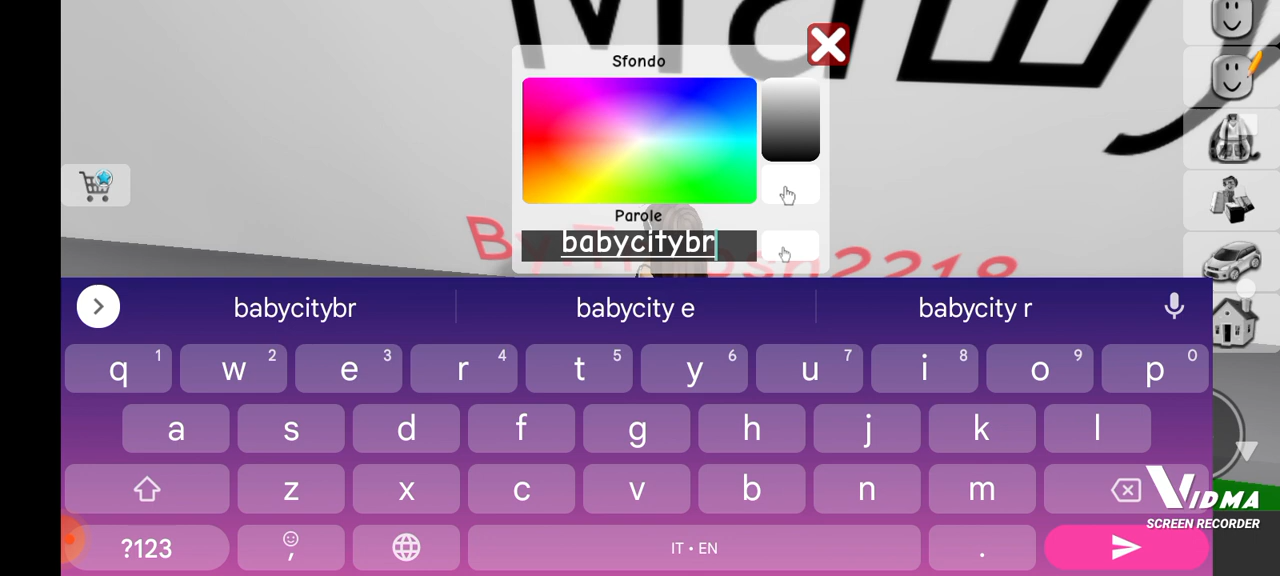 Машу
Sfondo
Parole
babycitybr
babycitybr babycity e babycity r
q 1 w 2 e 3 r 4 t 5 y 6 u 7 i 8 o 9 p 0
a s d f g h j k l
z x c v b n m
?123 , IT • EN .
VIDMA
SCREEN RECORDER